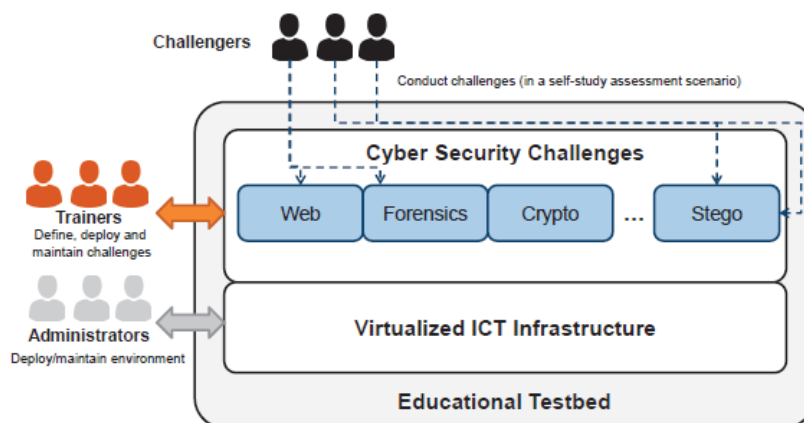 Challengers
Conduct challenges (in a self-study assessment scenario)
Cyber Security Challenges
Web
Forensics
Crypto
...
Stego
Trainers
Define, deploy and
maintain challenges
Administrators
Deploy/maintain environment
Virtualized ICT Infrastructure
Educational Testbed